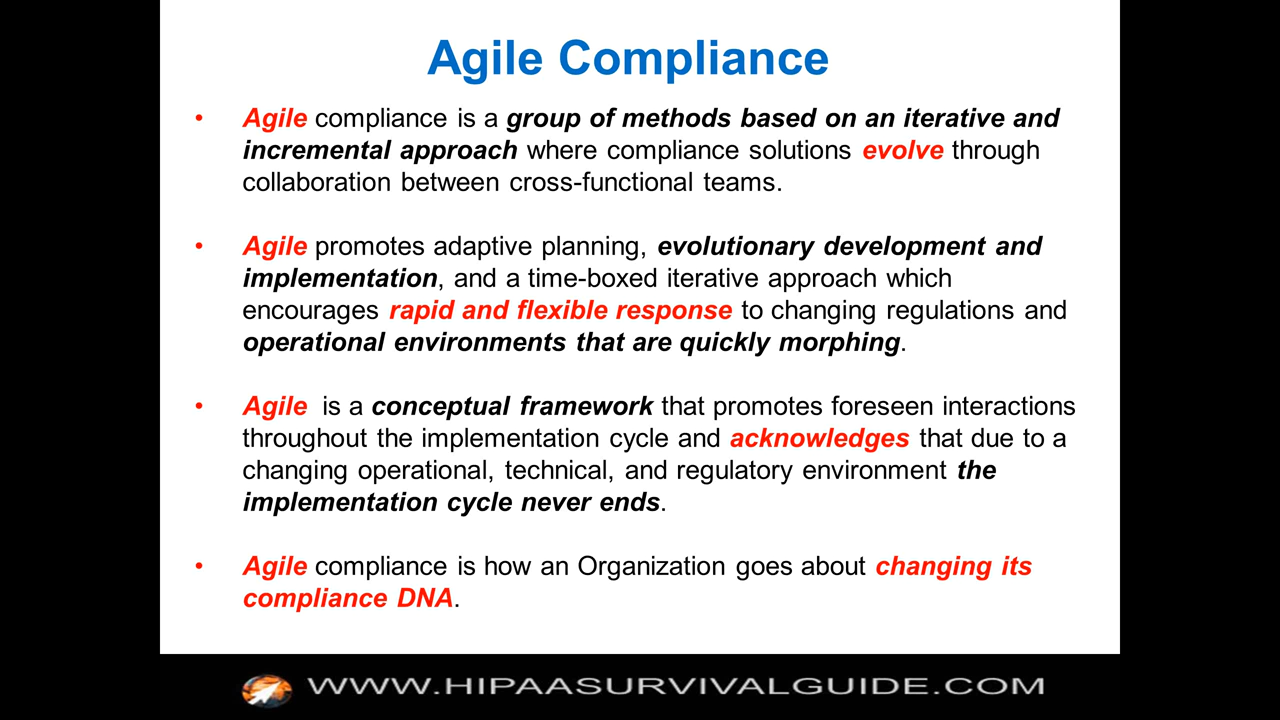 Agile Compliance
• Agile compliance is a group of methods based on an iterative and
incremental approach where compliance solutions evolve through
collaboration between cross-functional teams.
• Agile promotes adaptive planning, evolutionary development and
implementation, and a time-boxed iterative approach which
encourages rapid and flexible response to changing regulations and
operational environments that are quickly morphing.
• Agile is a conceptual framework that promotes foreseen interactions
throughout the implementation cycle and acknowledges that due to a
changing operational, technical, and regulatory environment the
implementation cycle never ends.
• Agile compliance is how an Organization goes about changing its
compliance DNA.
WWW.HIPAASURVIVALGUIDE.COM